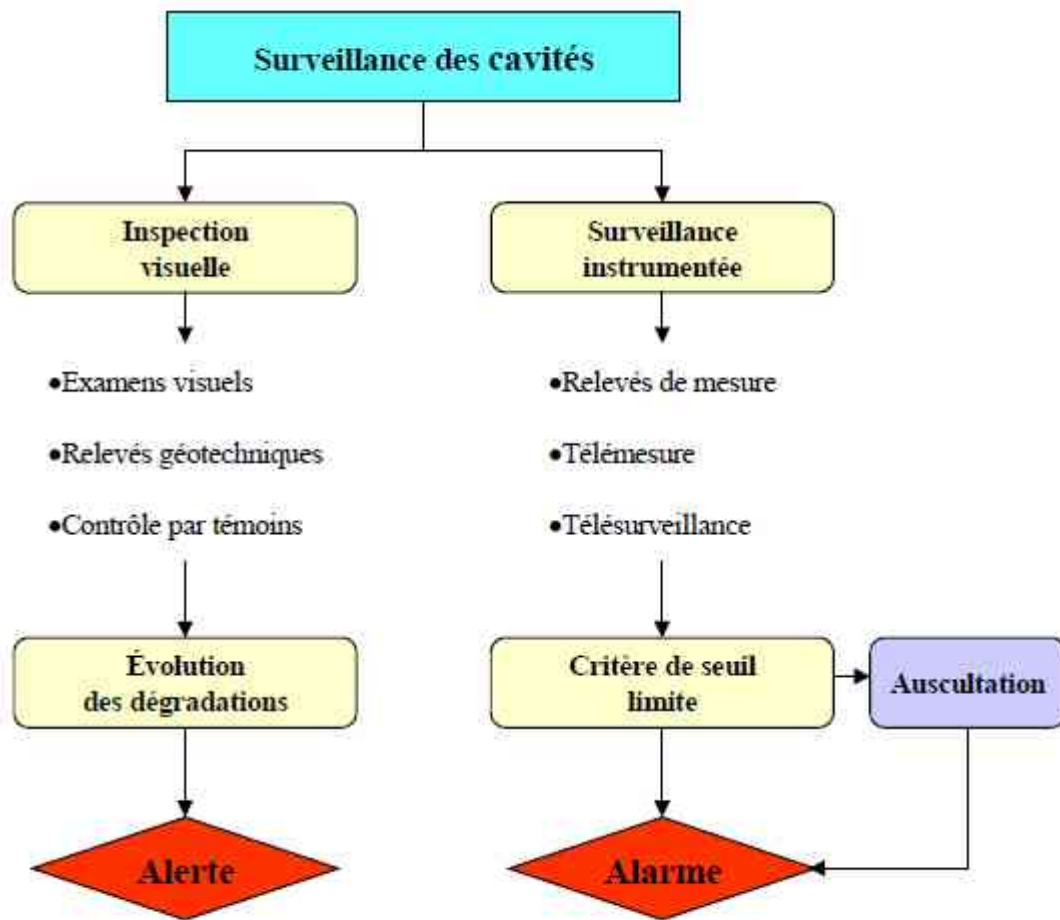 Surveillance des cavités
Inspection
visuelle
•Examens visuels
•Relevés géotechniques
•Contrôle par témoins
Évolution
des dégradations
Alerte
Surveillance
instrumentée
•Relevés de mesure
•Télémesure
•Télésurveillance
Critère de seuil
limite
Auscultation
Alarme